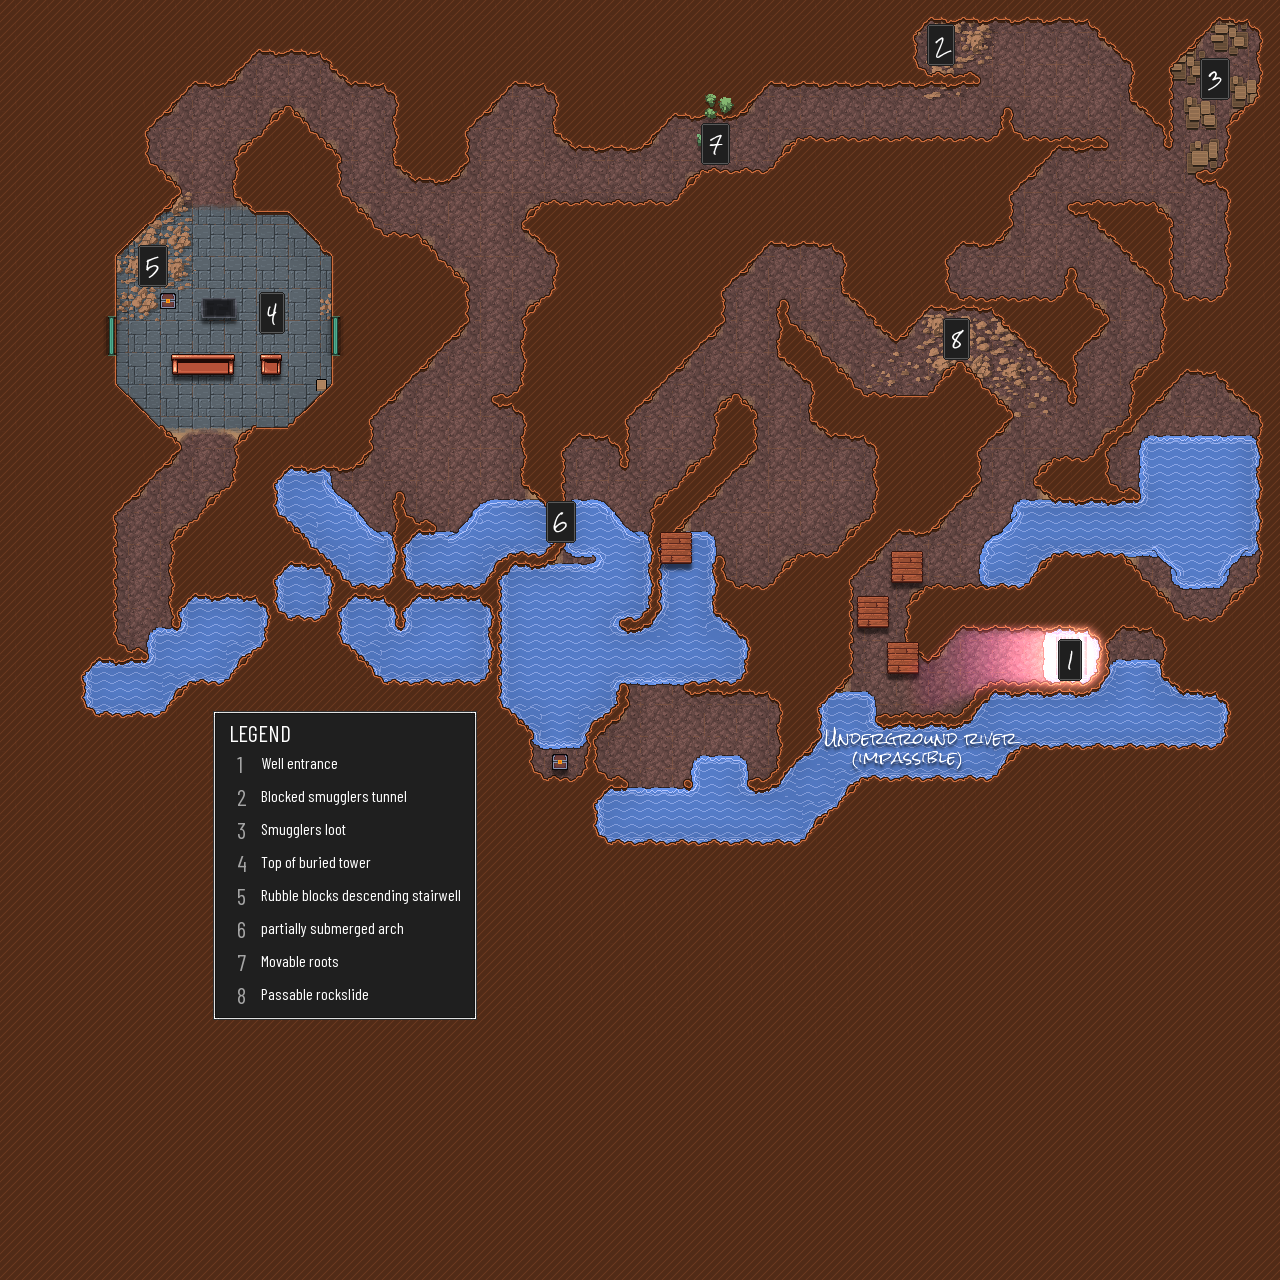 2
3
7
5
4
8
6
1
Underground river
(impassible)
LEGEND
1 Well entrance
2 Blocked smugglers tunnel
3 Smugglers loot
4 Top of buried tower
5 Rubble blocks descending stairwell
6 partially submerged arch
7 Movable roots
8 Passable rockslide